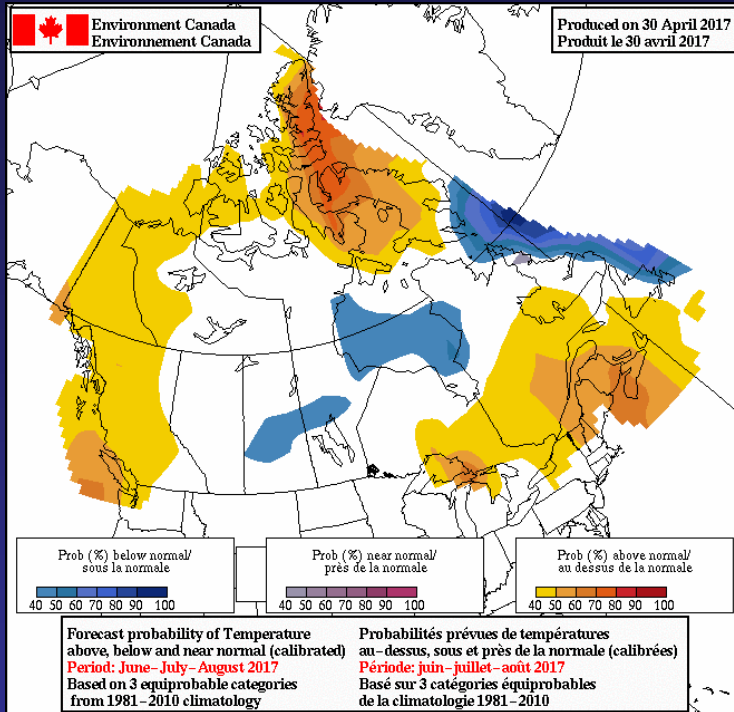 Environment Canada
Environnement Canada
Produced on 30 April 2017
Produit le 30 avril 2017
Prob (%) below normal/
sous la normale
40 50 60 70 80 90 100
Prob (%) near normal/
près de la normale
40 50 60 70 80 90 100
Prob (%) above normal/
au dessus de la normale
40 50 60 70 80 90 100
Forecast probability of Temperature
above, below and near normal (calibrated)
Period: June-July-August 2017
Based on 3 equiprobable categories
from 1981-2010 climatology
Probabilités prévues de températures
au-dessus, sous et près de la normale (calibrées)
Période: juin-juillet-août 2017
Basé sur 3 catégories équiprobables
de la climatologie 1981-2010